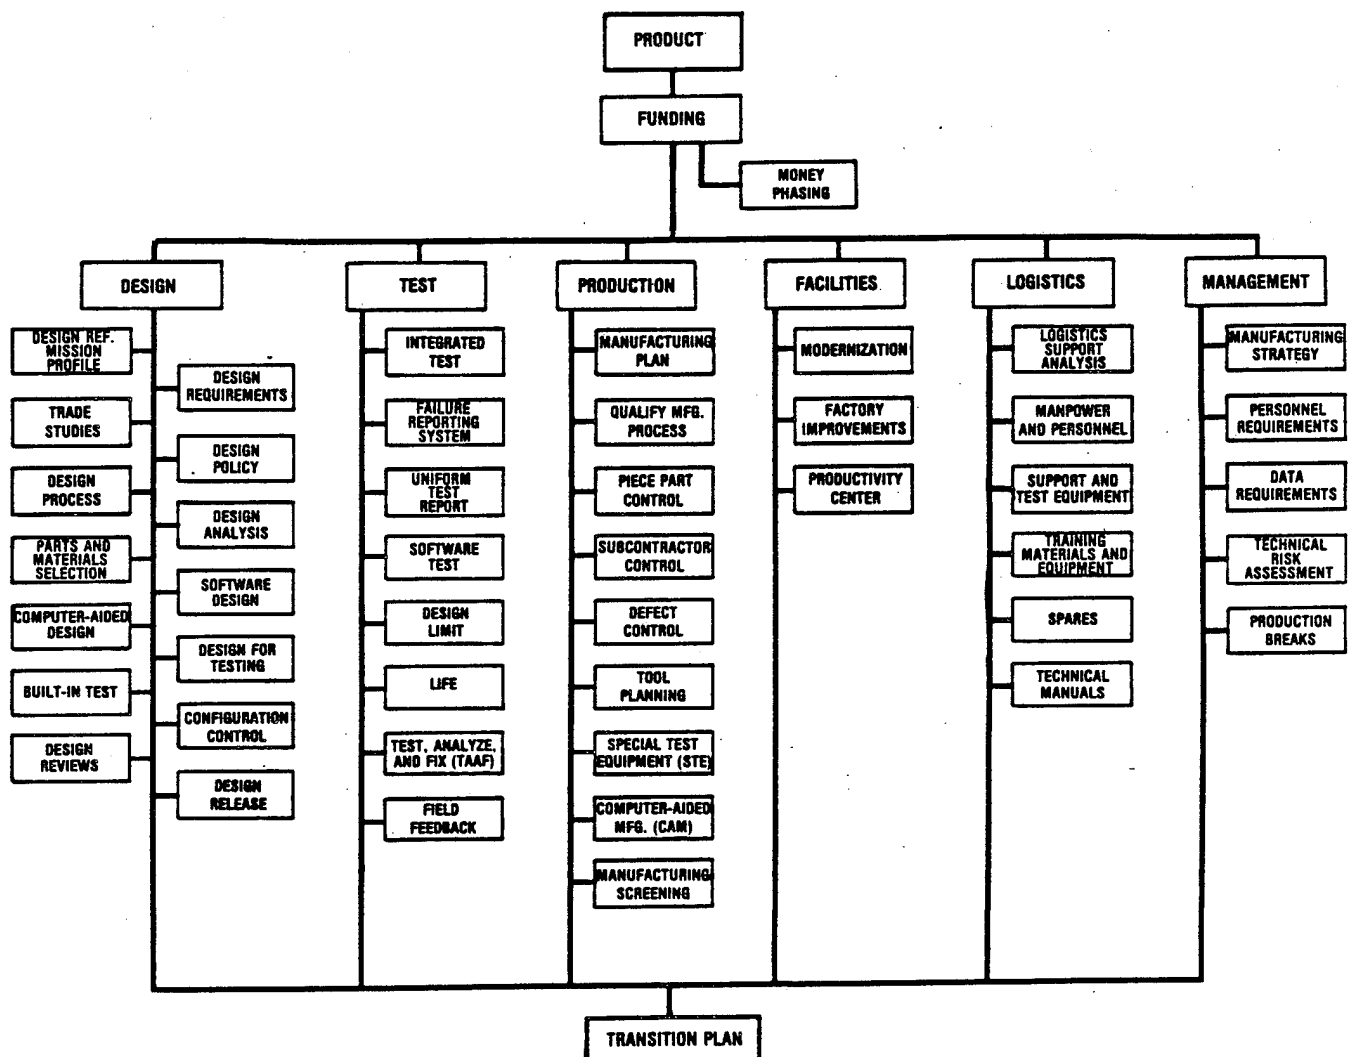 PRODUCT
FUNDING
MONEY
PHASING
DESIGN
DESIGN REF.
MISSION
PROFILE
DESIGN
REQUIREMENTS
TRADE
STUDIES
DESIGN
POLICY
DESIGN
PROCESS
DESIGN
ANALYSIS
PARTS AND
MATERIALS
SELECTION
SOFTWARE
DESIGN
COMPUTER-AIDED
DESIGN
DESIGN FOR
TESTING
BUILT-IN TEST
CONFIGURATION
CONTROL
DESIGN
REVIEWS
DESIGN
RELEASE
TEST
INTEGRATED
TEST
FAILURE
REPORTING
SYSTEM
UNIFORM
TEST
REPORT
SOFTWARE
TEST
DESIGN
LIMIT
LIFE
TEST, ANALYZE,
AND FIX (TAAF)
FIELD
FEEDBACK
PRODUCTION
MANUFACTURING
PLAN
QUALIFY MFG.
PROCESS
PIECE PART
CONTROL
SUBCONTRACTOR
CONTROL
DEFECT
CONTROL
TOOL
PLANNING
SPECIAL TEST
EQUIPMENT (STE)
COMPUTER-AIDED
MFG. (CAM)
MANUFACTURING
SCREENING
FACILITIES
MODERNIZATION
FACTORY
IMPROVEMENTS
PRODUCTIVITY
CENTER
LOGISTICS
LOGISTICS
SUPPORT
ANALYSIS
MANPOWER
AND PERSONNEL
SUPPORT AND
TEST EQUIPMENT
TRAINING
MATERIALS AND
EQUIPMENT
SPARES
TECHNICAL
MANUALS
MANAGEMENT
MANUFACTURING
STRATEGY
PERSONNEL
REQUIREMENTS
DATA
REQUIREMENTS
TECHNICAL
RISK
ASSESSMENT
PRODUCTION
BREAKS
TRANSITION PLAN